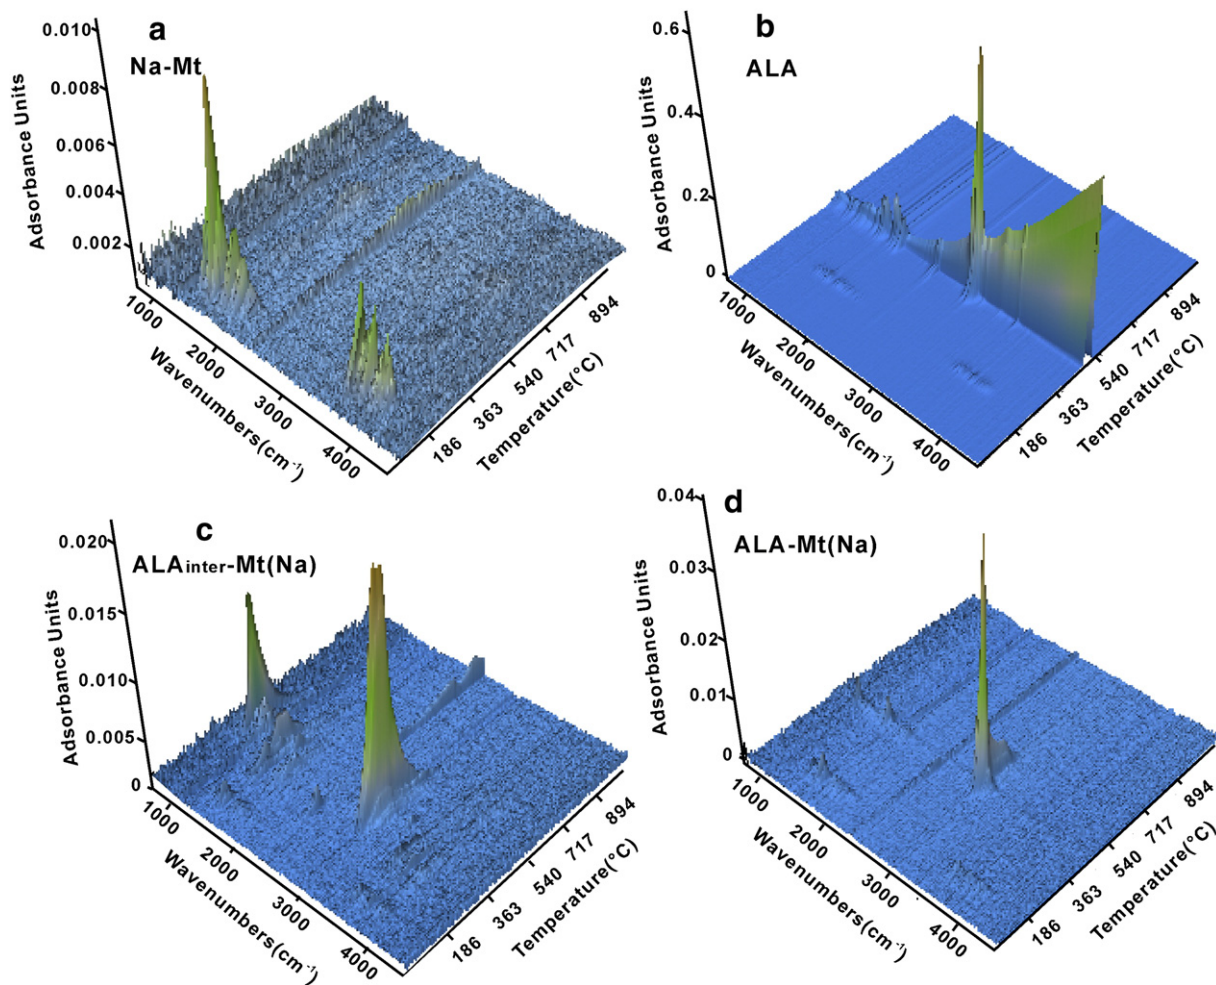 a
Na-Mt
0.010
0.008
0.006
0.004
0.002
Adsorbance Units
1000
2000
3000
4000
Wavenumbers(cm⁻¹)
186
363
540
717
894
Temperature(°C)
b
ALA
0.6
0.4
0.2
0
Adsorbance Units
1000
2000
3000
4000
Wavenumbers(cm⁻¹)
186
363
540
717
894
Temperature(°C)
c
ALAinter-Mt(Na)
0.020
0.015
0.010
0.005
0
Adsorbance Units
1000
2000
3000
4000
Wavenumbers(cm⁻¹)
186
363
540
717
894
Temperature(°C)
d
ALA-Mt(Na)
0.04
0.03
0.02
0.01
0
Adsorbance Units
1000
2000
3000
4000
Wavenumbers(cm⁻¹)
186
363
540
717
894
Temperature(°C)